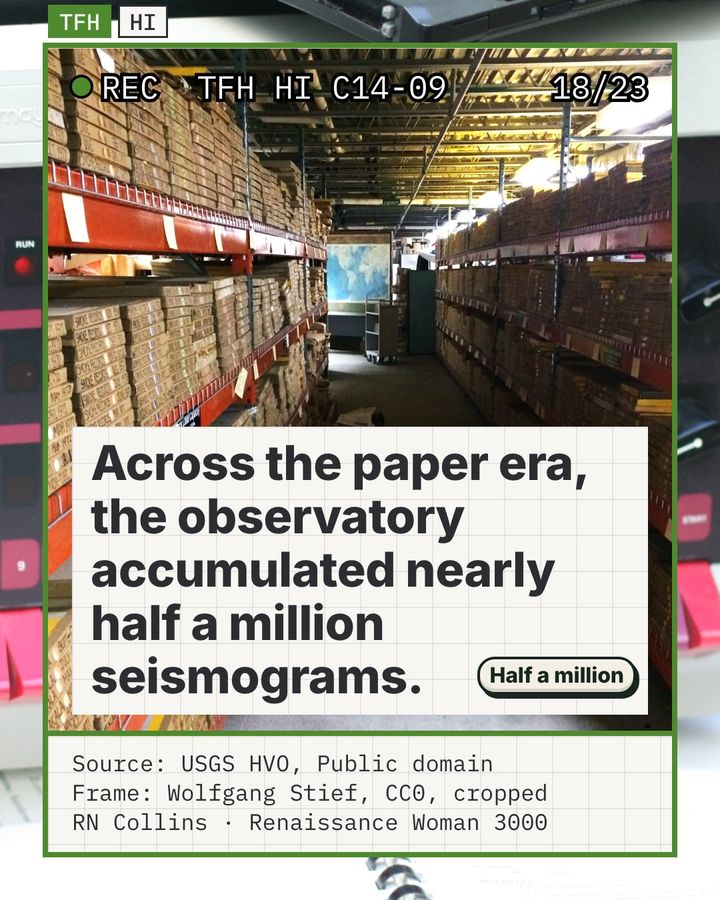 TFH HI
REC TFH HI C14-09 18/23
RUN
9
Across the paper era,
the observatory
accumulated nearly
half a million
seismograms.
Half a million
Source: USGS HVO, Public domain
Frame: Wolfgang Stief, CC0, cropped
RN Collins · Renaissance Woman 3000